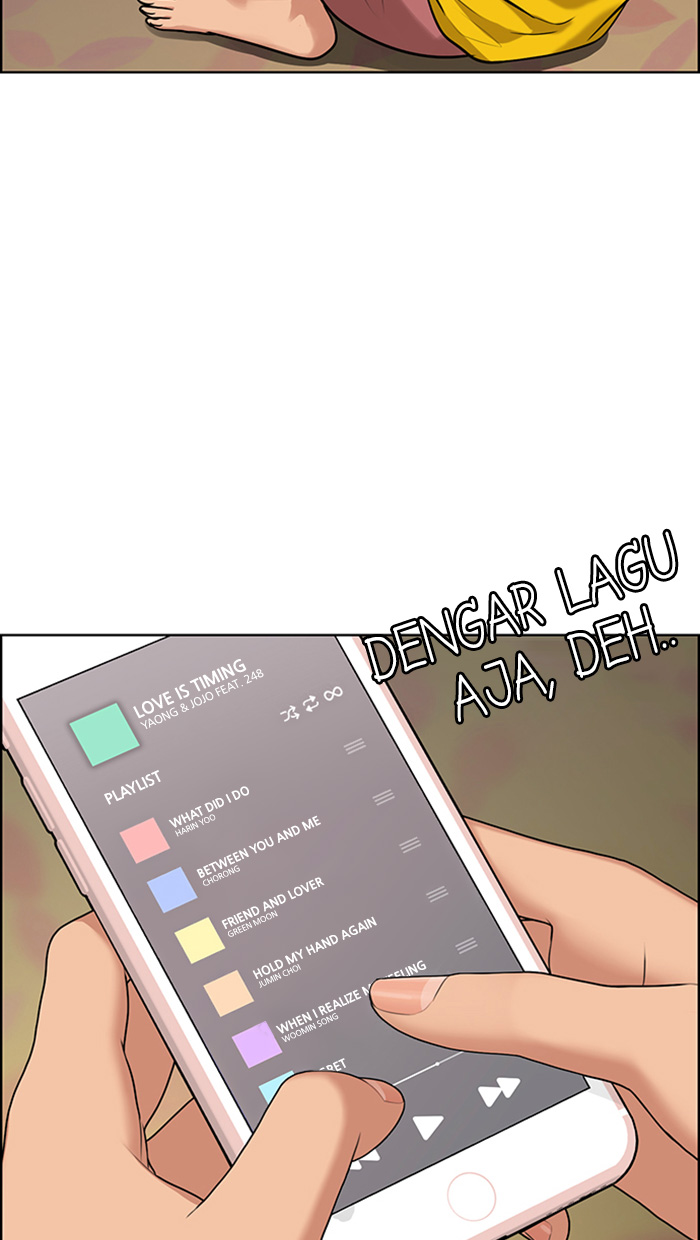 DENGAR LAGU
AJA, DEH..
LOVE IS TIMING
YAONG & JOJO FEAT. 248
PLAYLIST
WHAT DID I DO
HARIN YOO
BETWEEN YOU AND ME
CHORONG
FRIEND AND LOVER
GREEN MOON
HOLD MY HAND AGAIN
JUMIN CHOI
WHEN I REALIZE
WOOMIN SONG